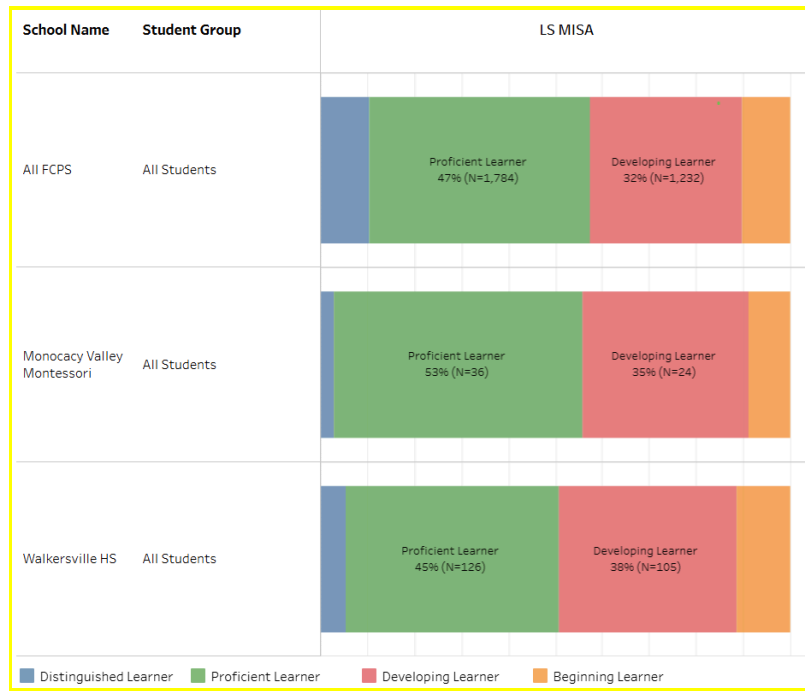 School Name Student Group LS MISA
All FCPS All Students
Proficient Learner Developing Learner
47% (N=1,784) 32% (N=1,232)
Monocacy Valley
Montessori
All Students
Proficient Learner Developing Learner
53% (N=36) 35% (N=24)
Walkersville HS All Students
Proficient Learner Developing Learner
45% (N=126) 38% (N=105)
Distinguished Learner Proficient Learner Developing Learner Beginning Learner